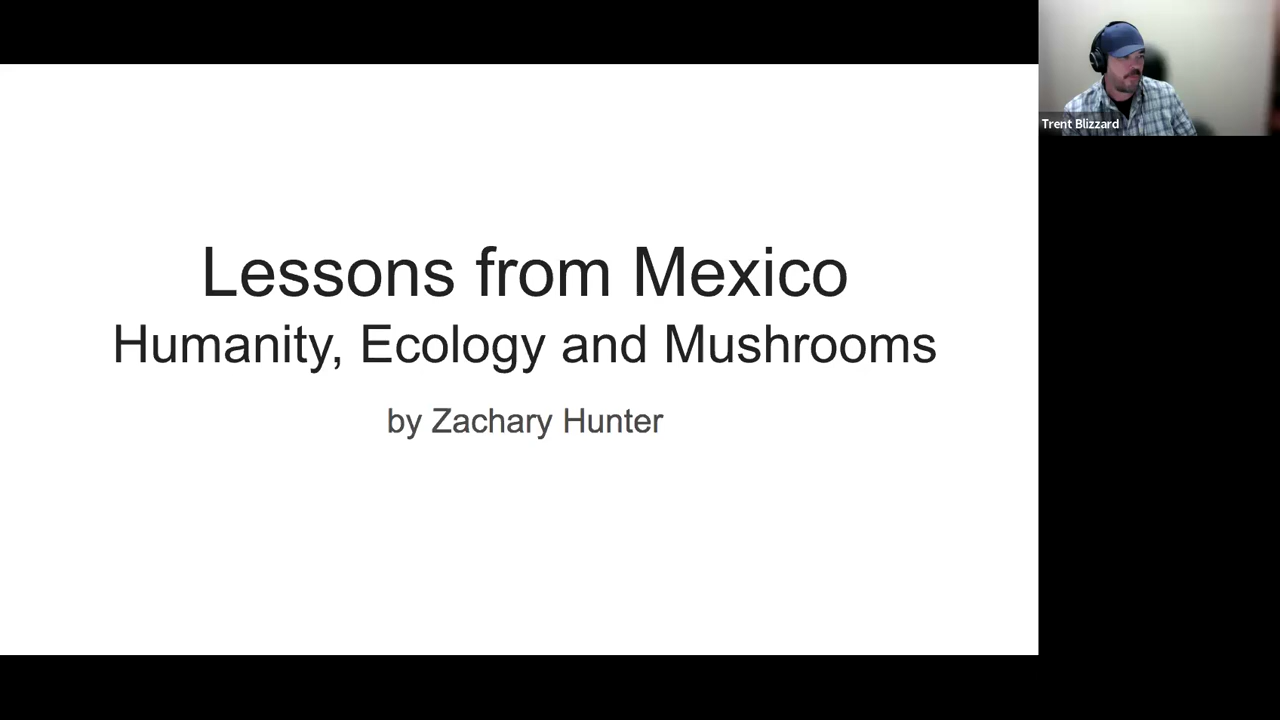 Lessons from Mexico
Humanity, Ecology and Mushrooms
by Zachary Hunter
Trent Blizzard